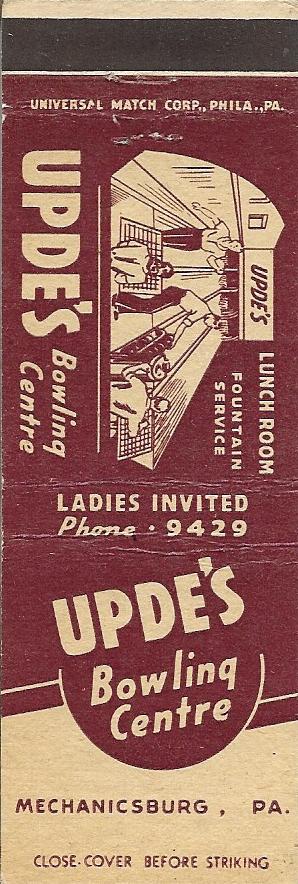 UNIVERSAL MATCH CORP., PHILA., PA.
UPDE'S
Bowling
Centre
UPDE'S
LUNCH ROOM
FOUNTAIN
SERVICE
LADIES INVITED
Phone · 9429
UPDE'S
Bowling
Centre
MECHANICSBURG, PA.
CLOSE-COVER BEFORE STRIKING